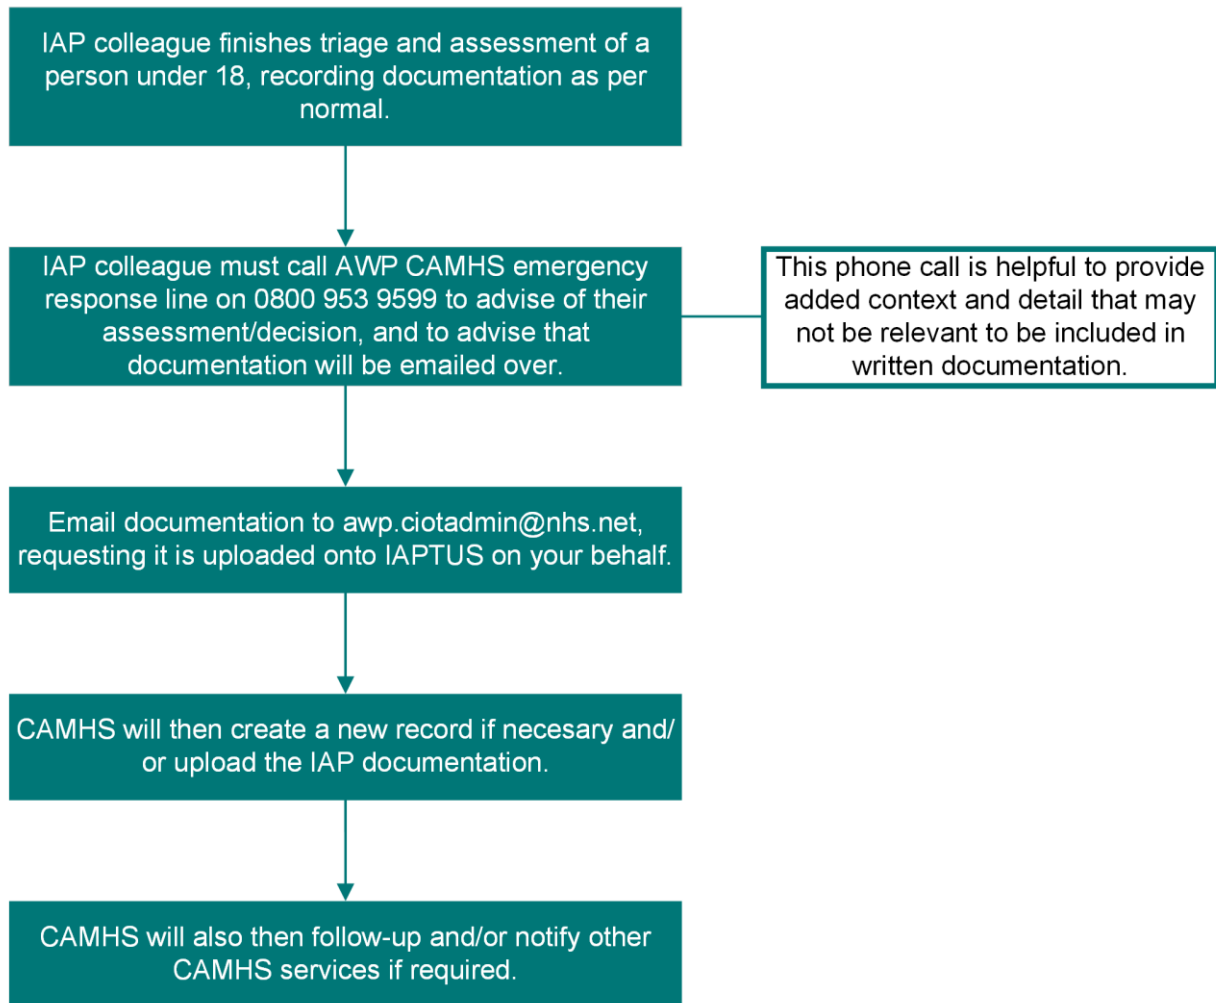 IAP colleague finishes triage and assessment of a
person under 18, recording documentation as per
normal.
IAP colleague must call AWP CAMHS emergency
response line on 0800 953 9599 to advise of their
assessment/decision, and to advise that
documentation will be emailed over.
This phone call is helpful to provide
added context and detail that may
not be relevant to be included in
written documentation.
Email documentation to awp.ciotadmin@nhs.net,
requesting it is uploaded onto IAPTUS on your behalf.
CAMHS will then create a new record if necesary and/
or upload the IAP documentation.
CAMHS will also then follow-up and/or notify other
CAMHS services if required.